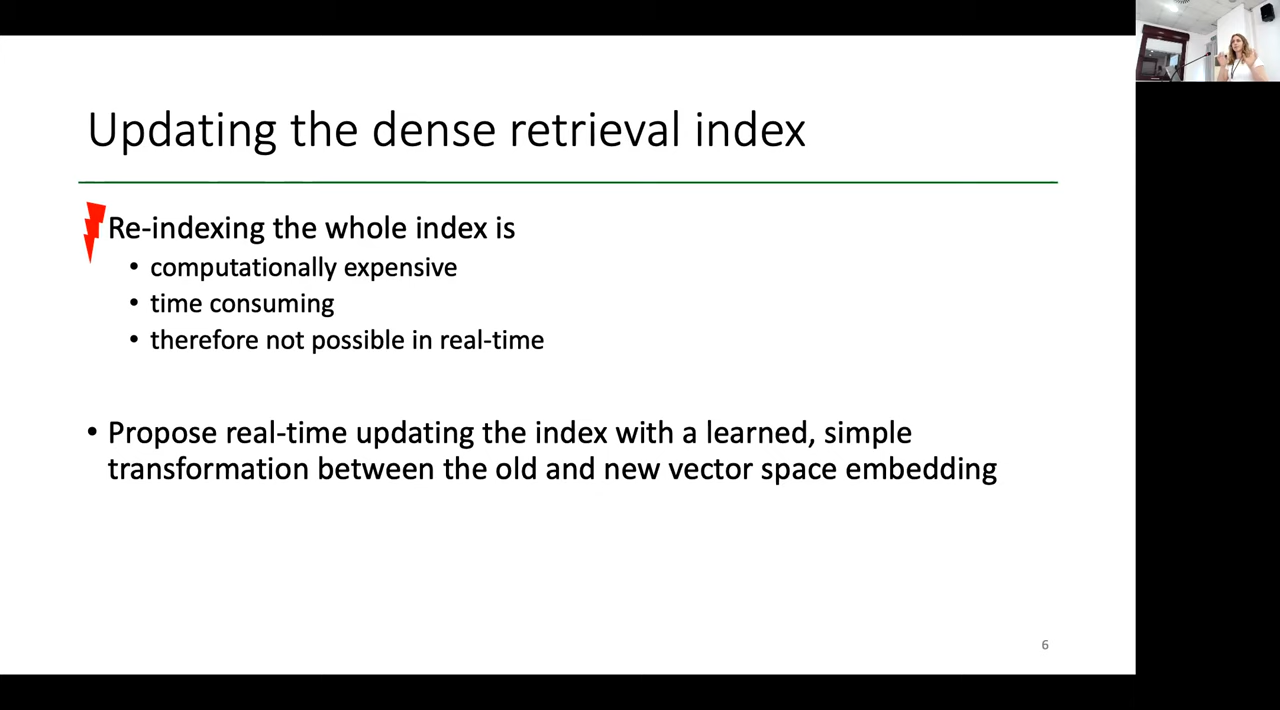 Updating the dense retrieval index
Re-indexing the whole index is
• computationally expensive
• time consuming
• therefore not possible in real-time
• Propose real-time updating the index with a learned, simple
transformation between the old and new vector space embedding
6